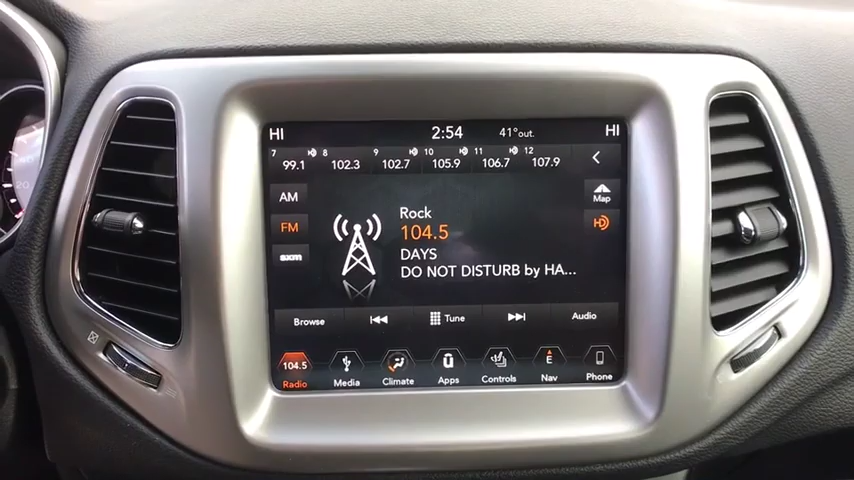 HI 2:54 41°out. HI
7 8 9 10 11 12
99.1 102.3 102.7 105.9 106.7 107.9
AM
Map
Rock
FM
104.5
HD
sxm
DAYS
DO NOT DISTURB by HA...
Browse Tune Audio
104.5 E
Radio Media Climate Apps Controls Nav Phone
20